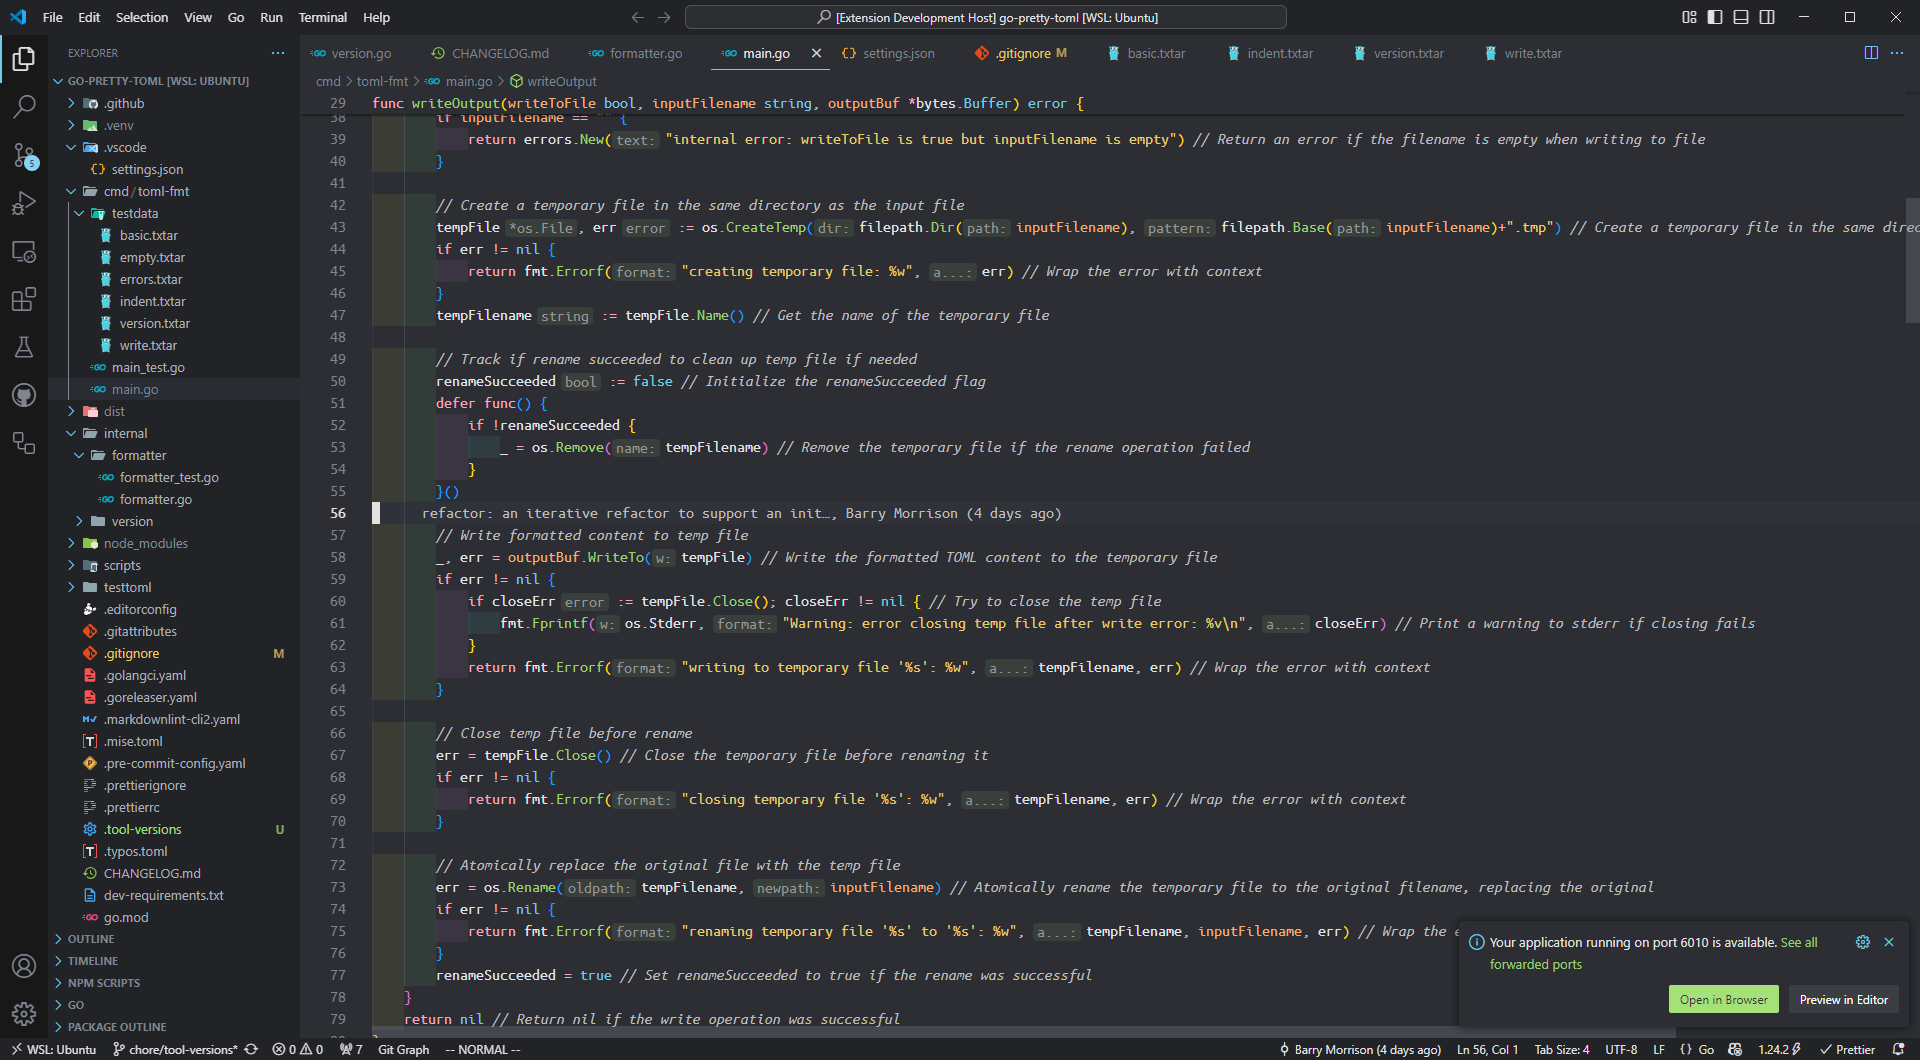 File Edit Selection View Go Run Terminal Help
[Extension Development Host] go-pretty-toml [WSL: Ubuntu]
EXPLORER
version.go
CHANGELOG.md
formatter.go
main.go
settings.json
.gitignore M
basic.txtar
indent.txtar
version.txtar
write.txtar
GO-PRETTY-TOML [WSL: UBUNTU]
.github
.venv
.vscode
settings.json
cmd/toml-fmt
testdata
basic.txtar
empty.txtar
errors.txtar
indent.txtar
version.txtar
write.txtar
main_test.go
main.go
dist
internal
formatter
formatter_test.go
formatter.go
version
node_modules
scripts
testtoml
.editorconfig
.gitattributes
.gitignore M
.golangci.yaml
.goreleaser.yaml
.markdownlint-cli2.yaml
.mise.toml
.pre-commit-config.yaml
.prettierignore
.prettierrc
.tool-versions U
.typos.toml
CHANGELOG.md
dev-requirements.txt
go.mod
OUTLINE
TIMELINE
NPM SCRIPTS
GO
PACKAGE OUTLINE
5
cmd > toml-fmt > main.go > writeOutput
29 func writeOutput(writeToFile bool, inputFilename string, outputBuf *bytes.Buffer) error {
38 if inputFilename == "" {
39 return errors.New(text: "internal error: writeToFile is true but inputFilename is empty") // Return an error if the filename is empty when writing to file
40 }
41
42 // Create a temporary file in the same directory as the input file
43 tempFile *os.File, err error := os.CreateTemp(dir: filepath.Dir(path: inputFilename), pattern: filepath.Base(path: inputFilename)+".tmp") // Create a temporary file in the same direc
44 if err != nil {
45 return fmt.Errorf(format: "creating temporary file: %w", a...: err) // Wrap the error with context
46 }
47 tempFilename string := tempFile.Name() // Get the name of the temporary file
48
49 // Track if rename succeeded to clean up temp file if needed
50 renameSucceeded bool := false // Initialize the renameSucceeded flag
51 defer func() {
52 if !renameSucceeded {
53 _ = os.Remove(name: tempFilename) // Remove the temporary file if the rename operation failed
54 }
55 }()
56 refactor: an iterative refactor to support an init…, Barry Morrison (4 days ago)
57 // Write formatted content to temp file
58 _, err = outputBuf.WriteTo(w: tempFile) // Write the formatted TOML content to the temporary file
59 if err != nil {
60 if closeErr error := tempFile.Close(); closeErr != nil { // Try to close the temp file
61 fmt.Fprintf(w: os.Stderr, format: "Warning: error closing temp file after write error: %v\n", a...: closeErr) // Print a warning to stderr if closing fails
62 }
63 return fmt.Errorf(format: "writing to temporary file '%s': %w", a...: tempFilename, err) // Wrap the error with context
64 }
65
66 // Close temp file before rename
67 err = tempFile.Close() // Close the temporary file before renaming it
68 if err != nil {
69 return fmt.Errorf(format: "closing temporary file '%s': %w", a...: tempFilename, err) // Wrap the error with context
70 }
71
72 // Atomically replace the original file with the temp file
73 err = os.Rename(oldpath: tempFilename, newpath: inputFilename) // Atomically rename the temporary file to the original filename, replacing the original
74 if err != nil {
75 return fmt.Errorf(format: "renaming temporary file '%s' to '%s': %w", a...: tempFilename, inputFilename, err) // Wrap the e
76 }
77 renameSucceeded = true // Set renameSucceeded to true if the rename was successful
78 }
79 return nil // Return nil if the write operation was successful
Your application running on port 6010 is available. See all
forwarded ports
Open in Browser
Preview in Editor
WSL: Ubuntu chore/tool-versions* 0 0 7 Git Graph -- NORMAL -- Barry Morrison (4 days ago) Ln 56, Col 1 Tab Size: 4 UTF-8 LF {} Go 1.24.2 Prettier